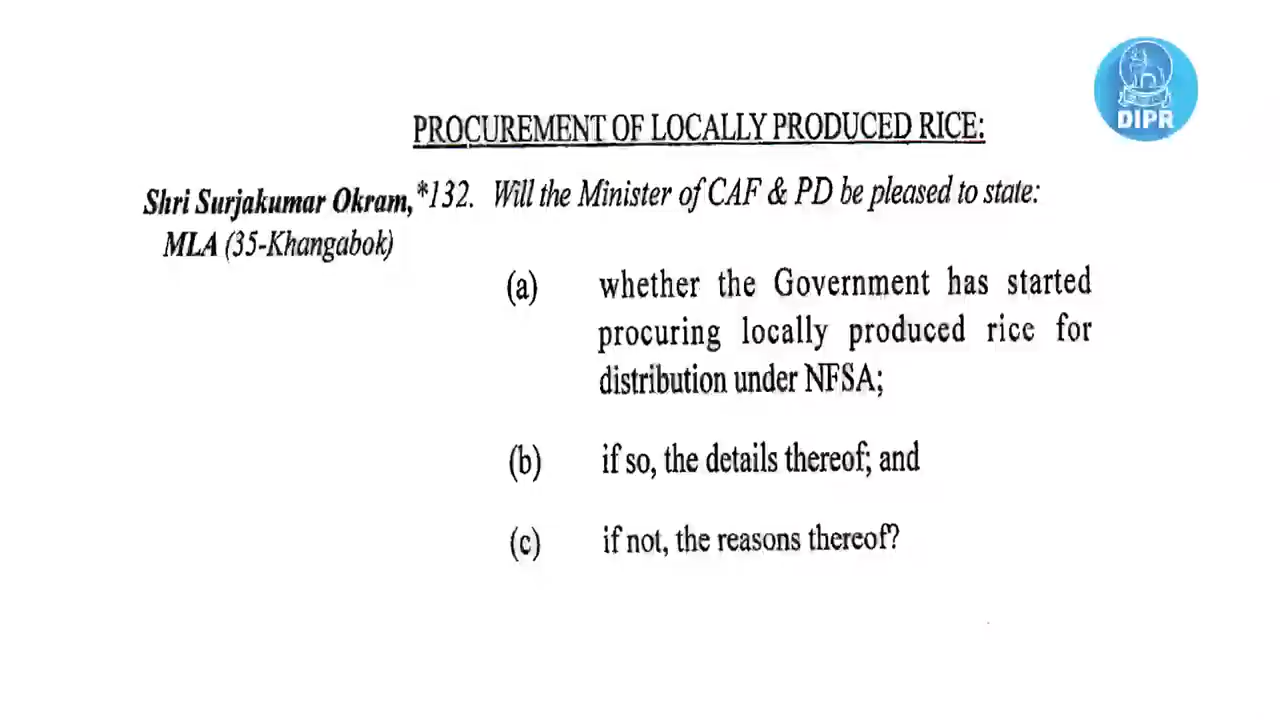 DIPR
PROCUREMENT OF LOCALLY PRODUCED RICE:
Shri Surjakumar Okram, *132. Will the Minister of CAF & PD be pleased to state:
MLA (35-Khangabok)
(a) whether the Government has started
procuring locally produced rice for
distribution under NFSA;
(b) if so, the details thereof; and
(c) if not, the reasons thereof?